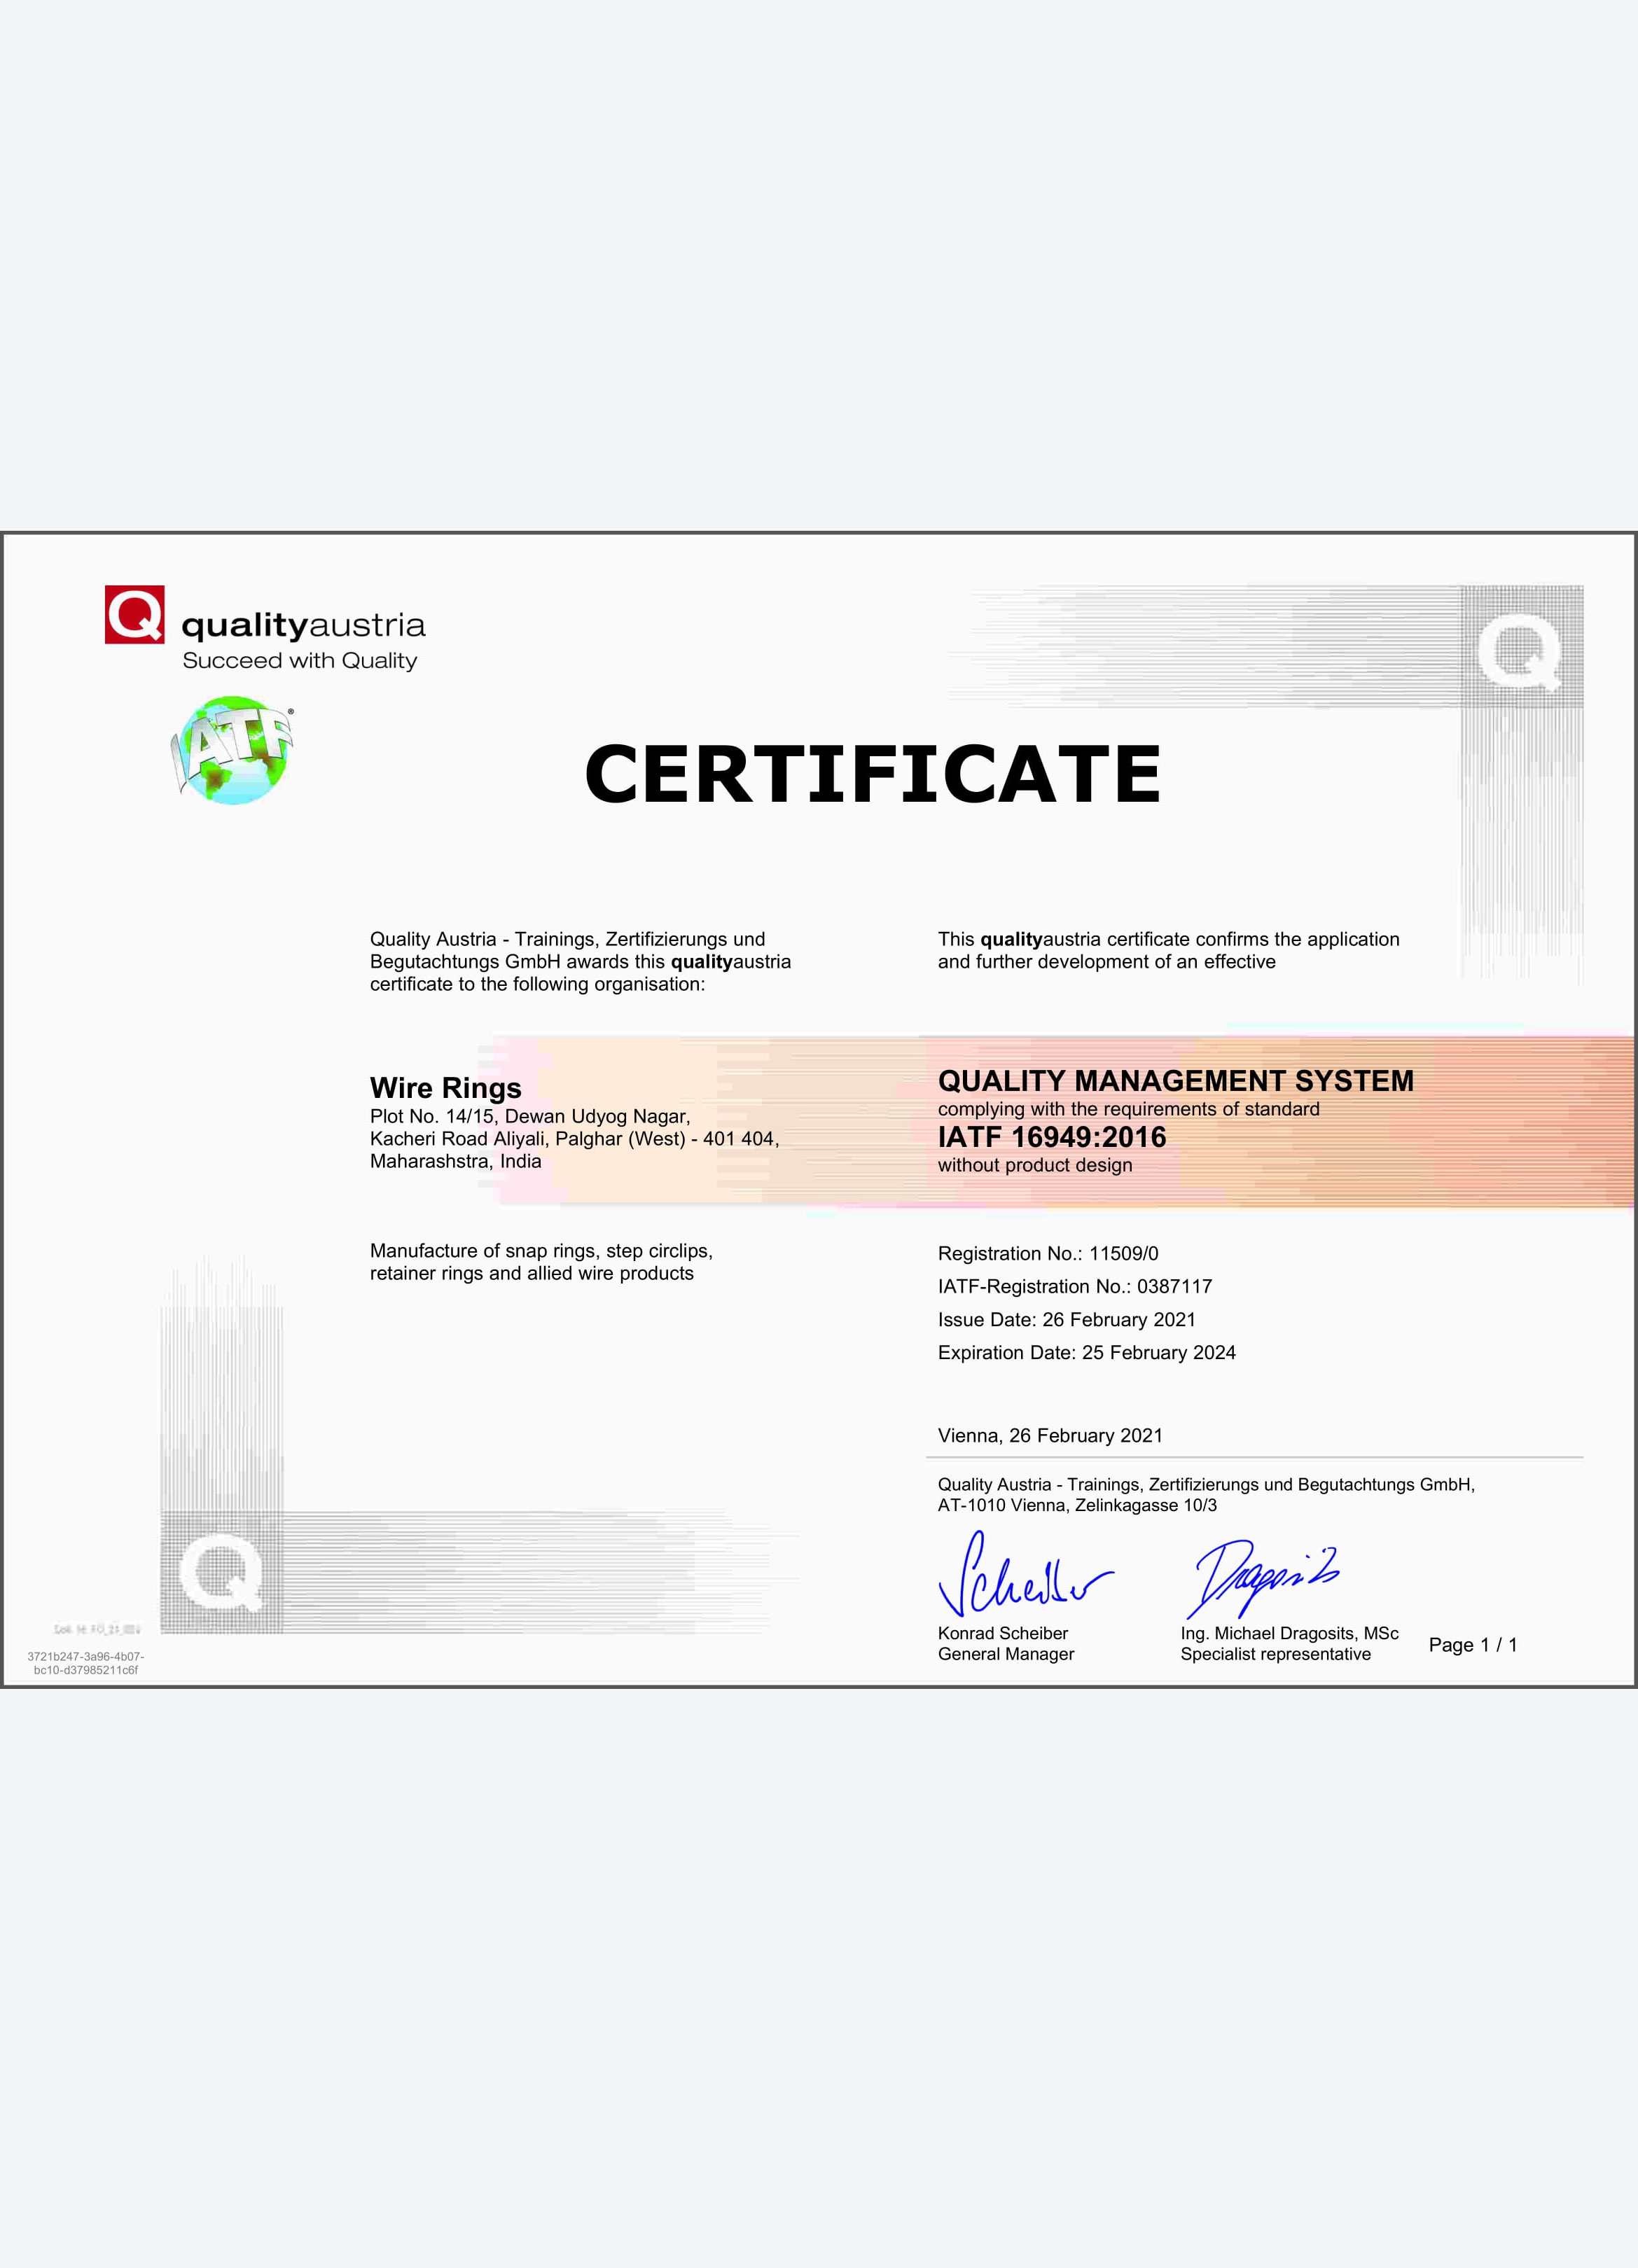 qualityaustria
Succeed with Quality
IATF®
CERTIFICATE
Quality Austria - Trainings, Zertifizierungs und
Begutachtungs GmbH awards this qualityaustria
certificate to the following organisation:
This qualityaustria certificate confirms the application
and further development of an effective
Wire Rings
Plot No. 14/15, Dewan Udyog Nagar,
Kacheri Road Aliyali, Palghar (West) - 401 404,
Maharashstra, India
QUALITY MANAGEMENT SYSTEM
complying with the requirements of standard
IATF 16949:2016
without product design
Manufacture of snap rings, step circlips,
retainer rings and allied wire products
Registration No.: 11509/0
IATF-Registration No.: 0387117
Issue Date: 26 February 2021
Expiration Date: 25 February 2024
Vienna, 26 February 2021
Quality Austria - Trainings, Zertifizierungs und Begutachtungs GmbH,
AT-1010 Vienna, Zelinkagasse 10/3
Konrad Scheiber
General Manager
Ing. Michael Dragosits, MSc
Specialist representative
Page 1 / 1
3721b247-3a96-4b07-
bc10-d37985211c6f